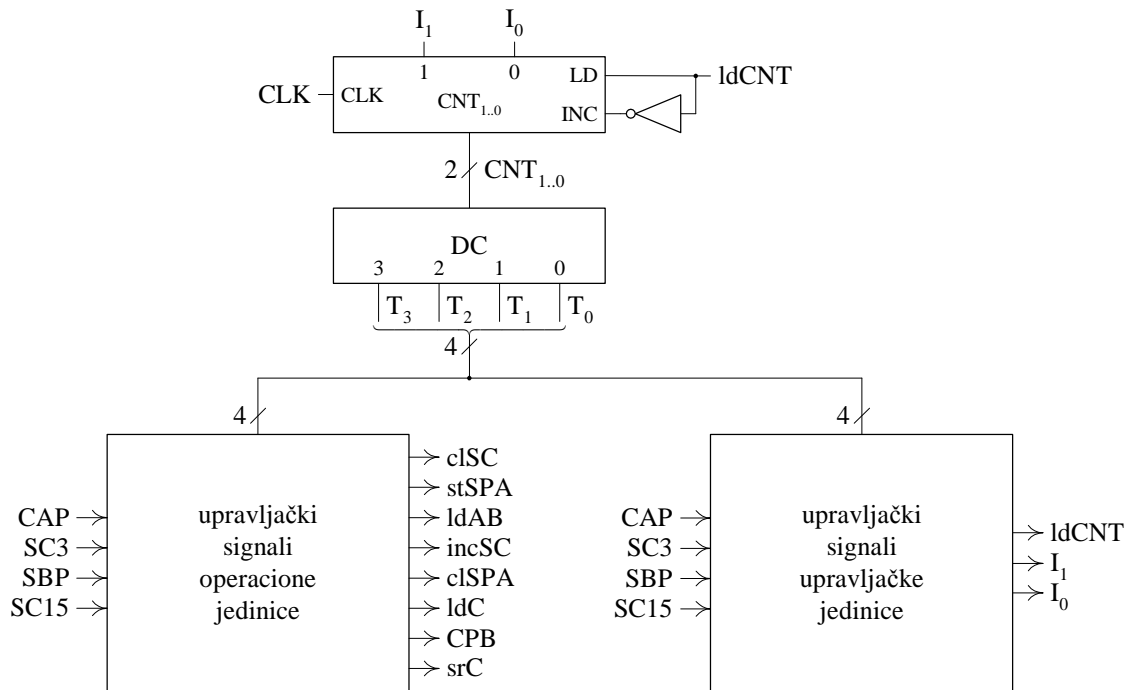 I₁ I₀
1 0
LD ldCNT
CLK CLK CNT₁..₀
INC
2 CNT₁..₀
DC
3 2 1 0
T₃ T₂ T₁ T₀
4
4 4
clSC
stSPA
CAP upravljački ldAB
SC3 signali incSC
SBP operacione clSPA
SC15 jedinice ldC
CPB
srC
CAP upravljački
SC3 signali ldCNT
SBP upravljačke I₁
SC15 jedinice I₀